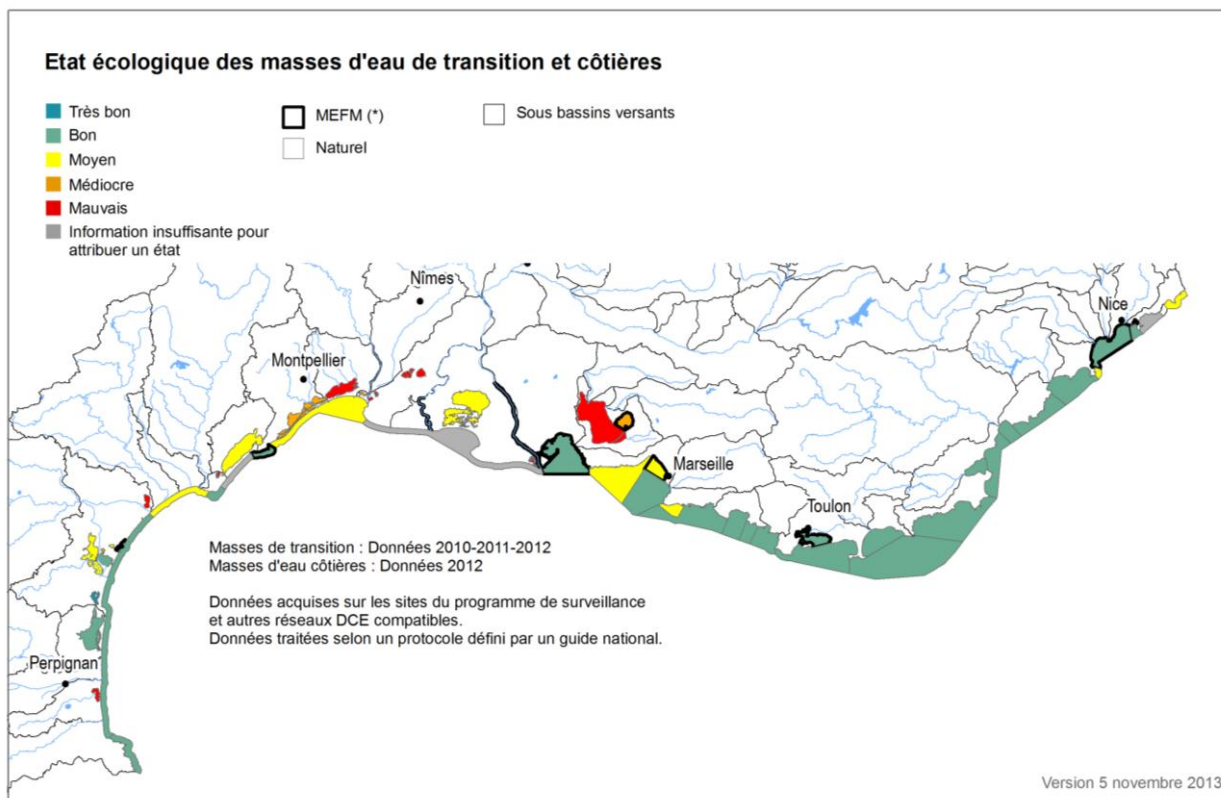 Etat écologique des masses d'eau de transition et côtières
Très bon
Bon
Moyen
Médiocre
Mauvais
Information insuffisante pour
attribuer un état
MEFM (*)
Naturel
Sous bassins versants
Nîmes
Nice
Montpellier
Marseille
Toulon
Masses de transition : Données 2010-2011-2012
Masses d'eau côtières : Données 2012
Données acquises sur les sites du programme de surveillance
et autres réseaux DCE compatibles.
Données traitées selon un protocole défini par un guide national.
Perpignan
Version 5 novembre 2013